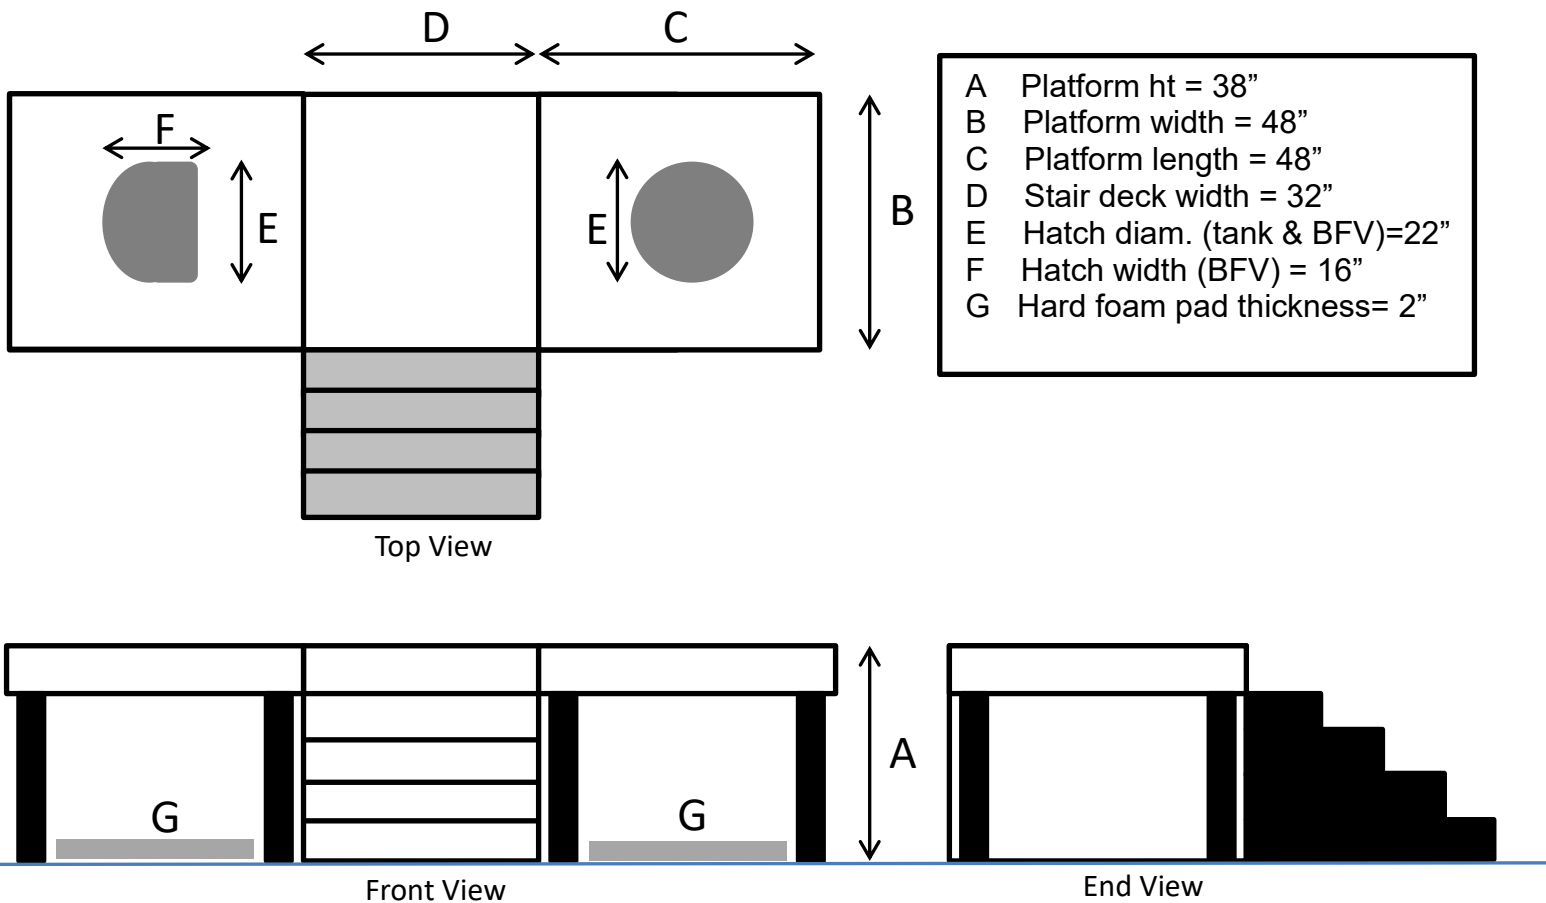 D
C
A Platform ht = 38”
B Platform width = 48”
C Platform length = 48”
D Stair deck width = 32”
E Hatch diam. (tank & BFV)=22”
F Hatch width (BFV) = 16”
G Hard foam pad thickness= 2”
F
E
E
B
Top View
A
G
G
Front View
End View